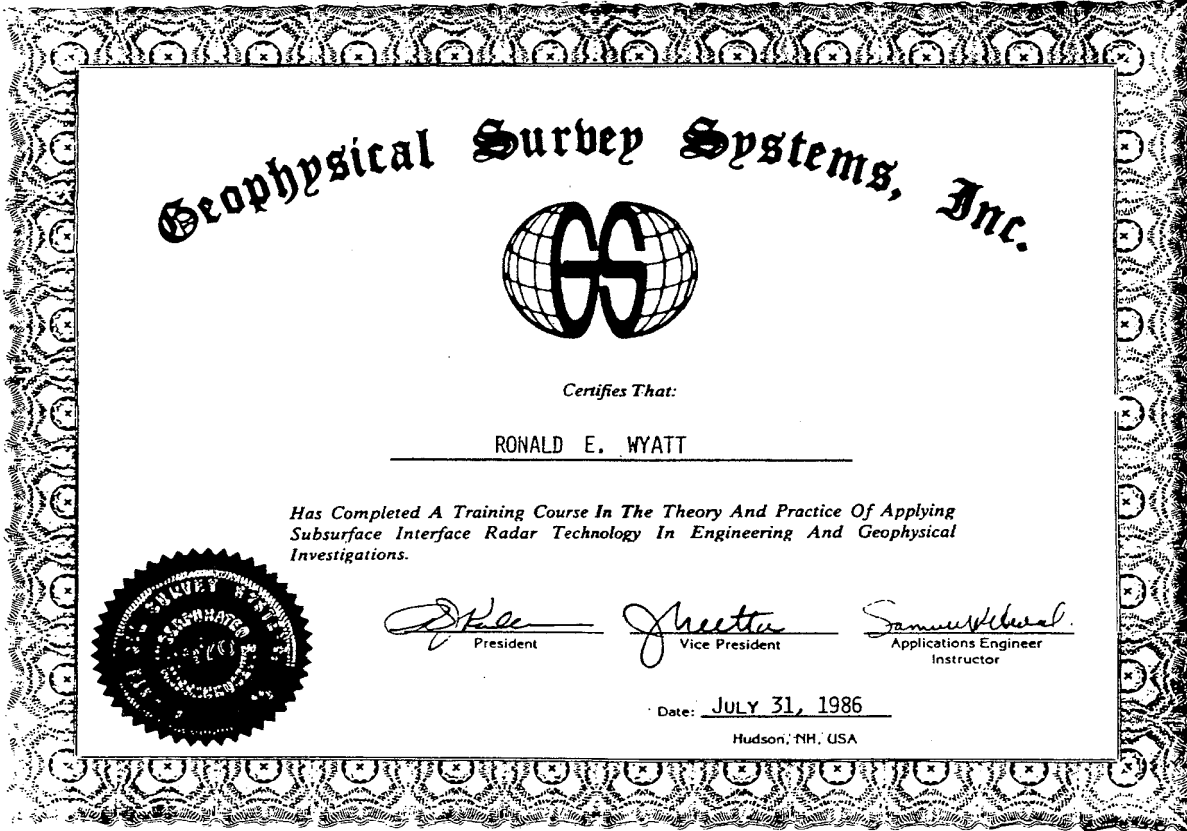 Geophysical Survey Systems, Inc.
GS
Certifies That:
RONALD E. WYATT
Has Completed A Training Course In The Theory And Practice Of Applying
Subsurface Interface Radar Technology In Engineering And Geophysical
Investigations.
President
Vice President
Applications Engineer
Instructor
Date: JULY 31, 1986
Hudson, NH, USA
SURVEY